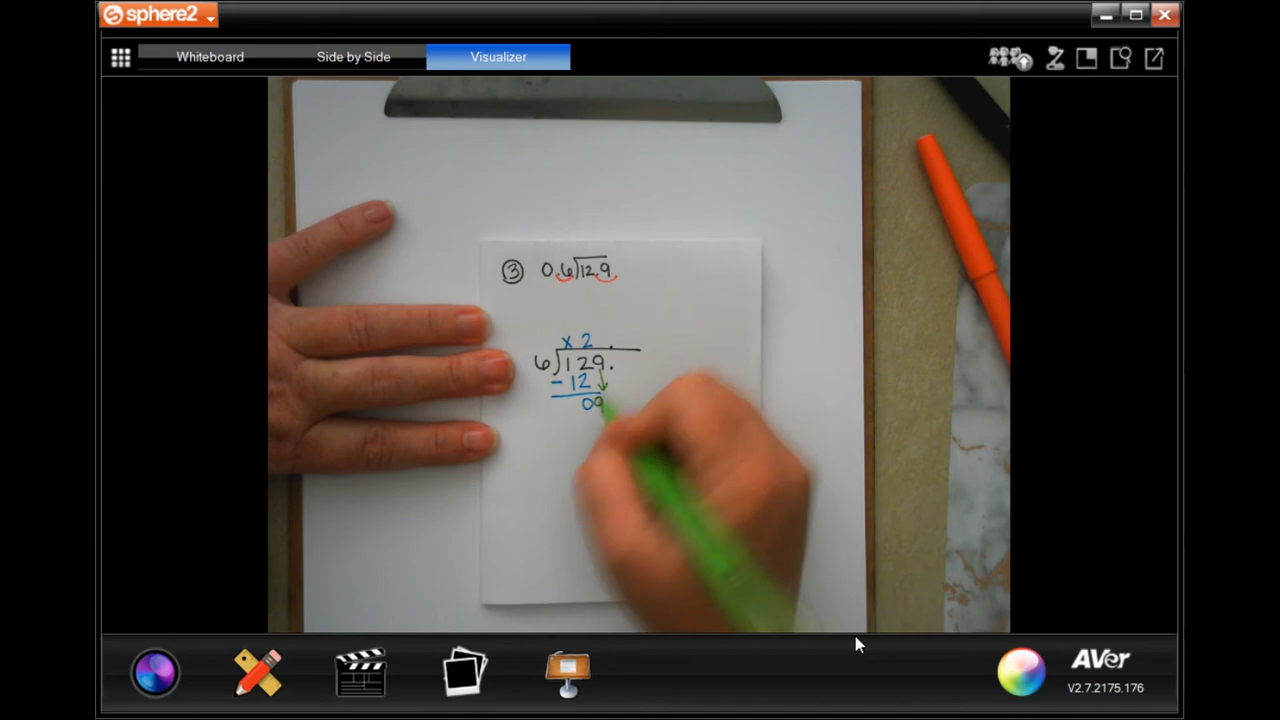 sphere2
Whiteboard Side by Side Visualizer
③ 0.6)12.9
x 2 .
6)129.
- 12
09
AVer
V2.7.2175.176